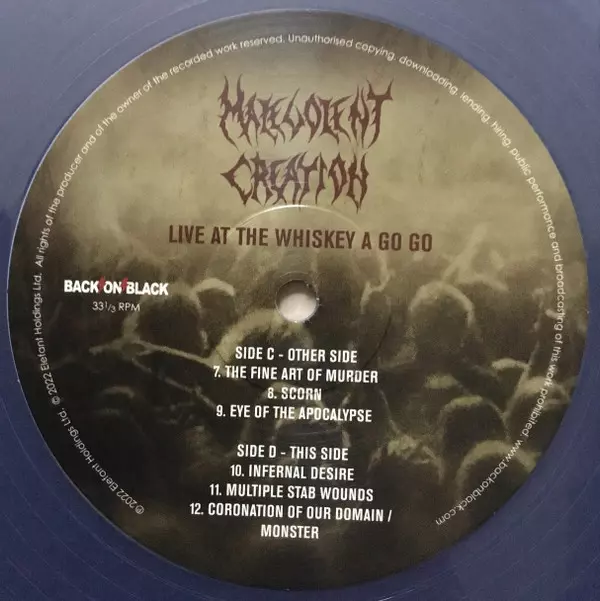 MALEVOLENT
CREATION
LIVE AT THE WHISKEY A GO GO
BACK ON BLACK
33 1/3 RPM
SIDE C - OTHER SIDE
7. THE FINE ART OF MURDER
8. SCORN
9. EYE OF THE APOCALYPSE
SIDE D - THIS SIDE
10. INFERNAL DESIRE
11. MULTIPLE STAB WOUNDS
12. CORONATION OF OUR DOMAIN /
MONSTER
℗ 2022 Elefant Holdings Ltd. © 2022 Elefant Holdings Ltd. All rights of the producer and of the owner of the recorded work reserved. Unauthorised copying, downloading, lending, hiring, public performance and broadcasting of this work prohibited. www.backonblack.com